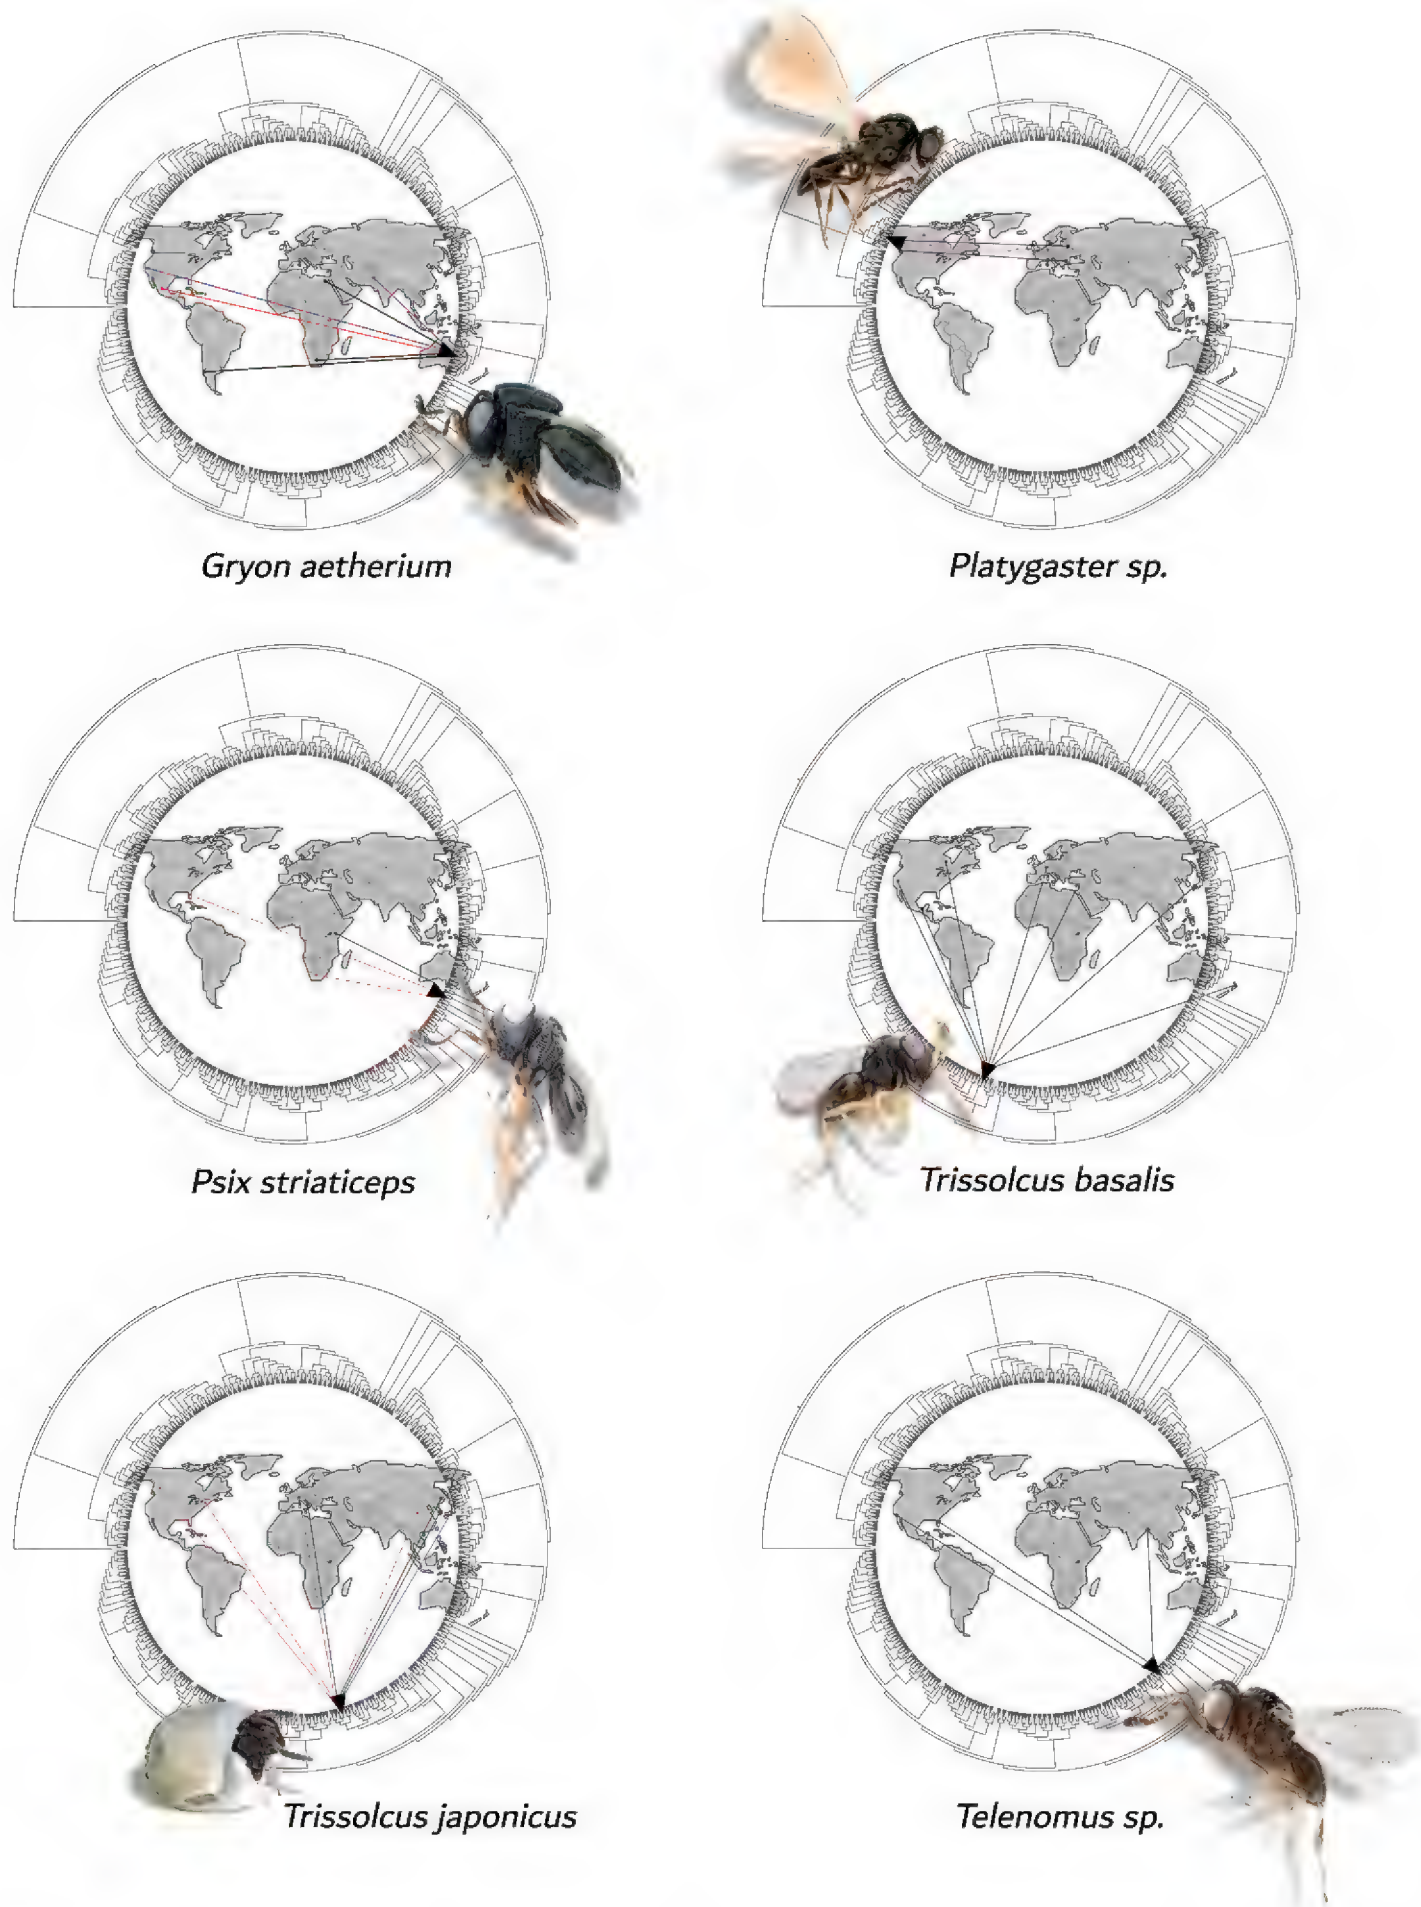 Gryon aetherium
Platygaster sp.
Psix striaticeps
Trissolcus basalis
Trissolcus japonicus
Telenomus sp.